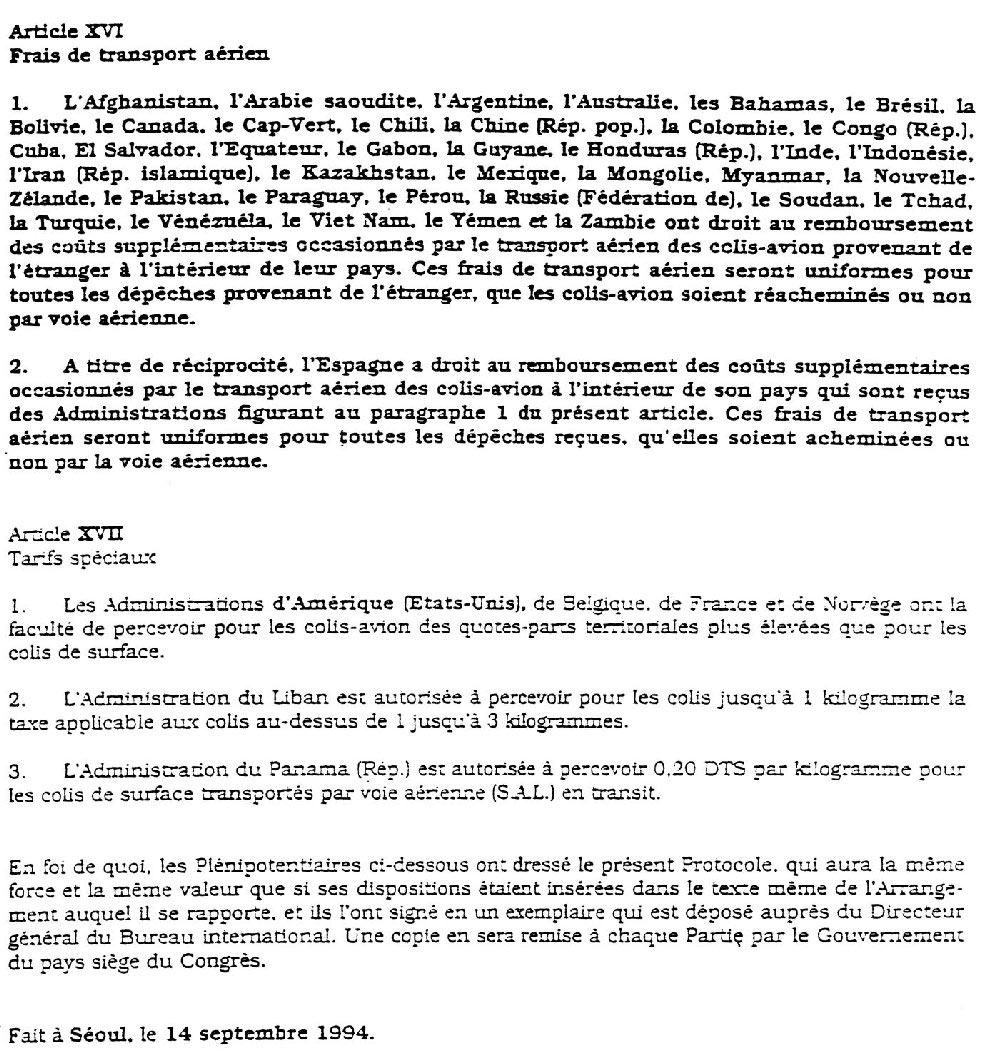 Article XVI
Frais de transport aérien
1. L'Afghanistan, l'Arabie saoudite, l'Argentine, l'Australie, les Bahamas, le Brésil, la
Bolivie, le Canada, le Cap-Vert, le Chili, la Chine (Rép. pop.), la Colombie, le Congo (Rép.),
Cuba, El Salvador, l'Equateur, le Gabon, la Guyane, le Honduras (Rép.), l'Inde, l'Indonésie,
l'Iran (Rép. islamique), le Kazakhstan, le Mexique, la Mongolie, Myanmar, la Nouvelle-
Zélande, le Pakistan, le Paraguay, le Pérou, la Russie (Fédération de), le Soudan, le Tchad,
la Turquie, le Vénézuéla, le Viet Nam, le Yémen et la Zambie ont droit au remboursement
des coûts supplémentaires occasionnés par le transport aérien des colis-avion provenant de
l'étranger à l'intérieur de leur pays. Ces frais de transport aérien seront uniformes pour
toutes les dépêches provenant de l'étranger, que les colis-avion soient réacheminés ou non
par voie aérienne.
2. A titre de réciprocité, l'Espagne a droit au remboursement des coûts supplémentaires
occasionnés par le transport aérien des colis-avion à l'intérieur de son pays qui sont reçus
des Administrations figurant au paragraphe 1 du présent article. Ces frais de transport
aérien seront uniformes pour toutes les dépêches reçues, qu'elles soient acheminées ou
non par la voie aérienne.
Article XVII
Tarifs spéciaux
1. Les Administrations d'Amérique (Etats-Unis), de Belgique, de France et de Norvège ont la
faculté de percevoir pour les colis-avion des quotes-parts territoriales plus élevées que pour les
colis de surface.
2. L'Administration du Liban est autorisée à percevoir pour les colis jusqu'à 1 kilogramme la
taxe applicable aux colis au-dessus de 1 jusqu'à 3 kilogrammes.
3. L'Administration du Panama (Rép.) est autorisée à percevoir 0,20 DTS par kilogramme pour
les colis de surface transportés par voie aérienne (S.A.L.) en transit.
En foi de quoi, les Plénipotentiaires ci-dessous ont dressé le présent Protocole, qui aura la même
force et la même valeur que si ses dispositions étaient insérées dans le texte même de l'Arrange-
ment auquel il se rapporte, et ils l'ont signé en un exemplaire qui est déposé auprès du Directeur
général du Bureau international. Une copie en sera remise à chaque Partie par le Gouvernement
du pays siège du Congrès.
Fait à Séoul, le 14 septembre 1994.